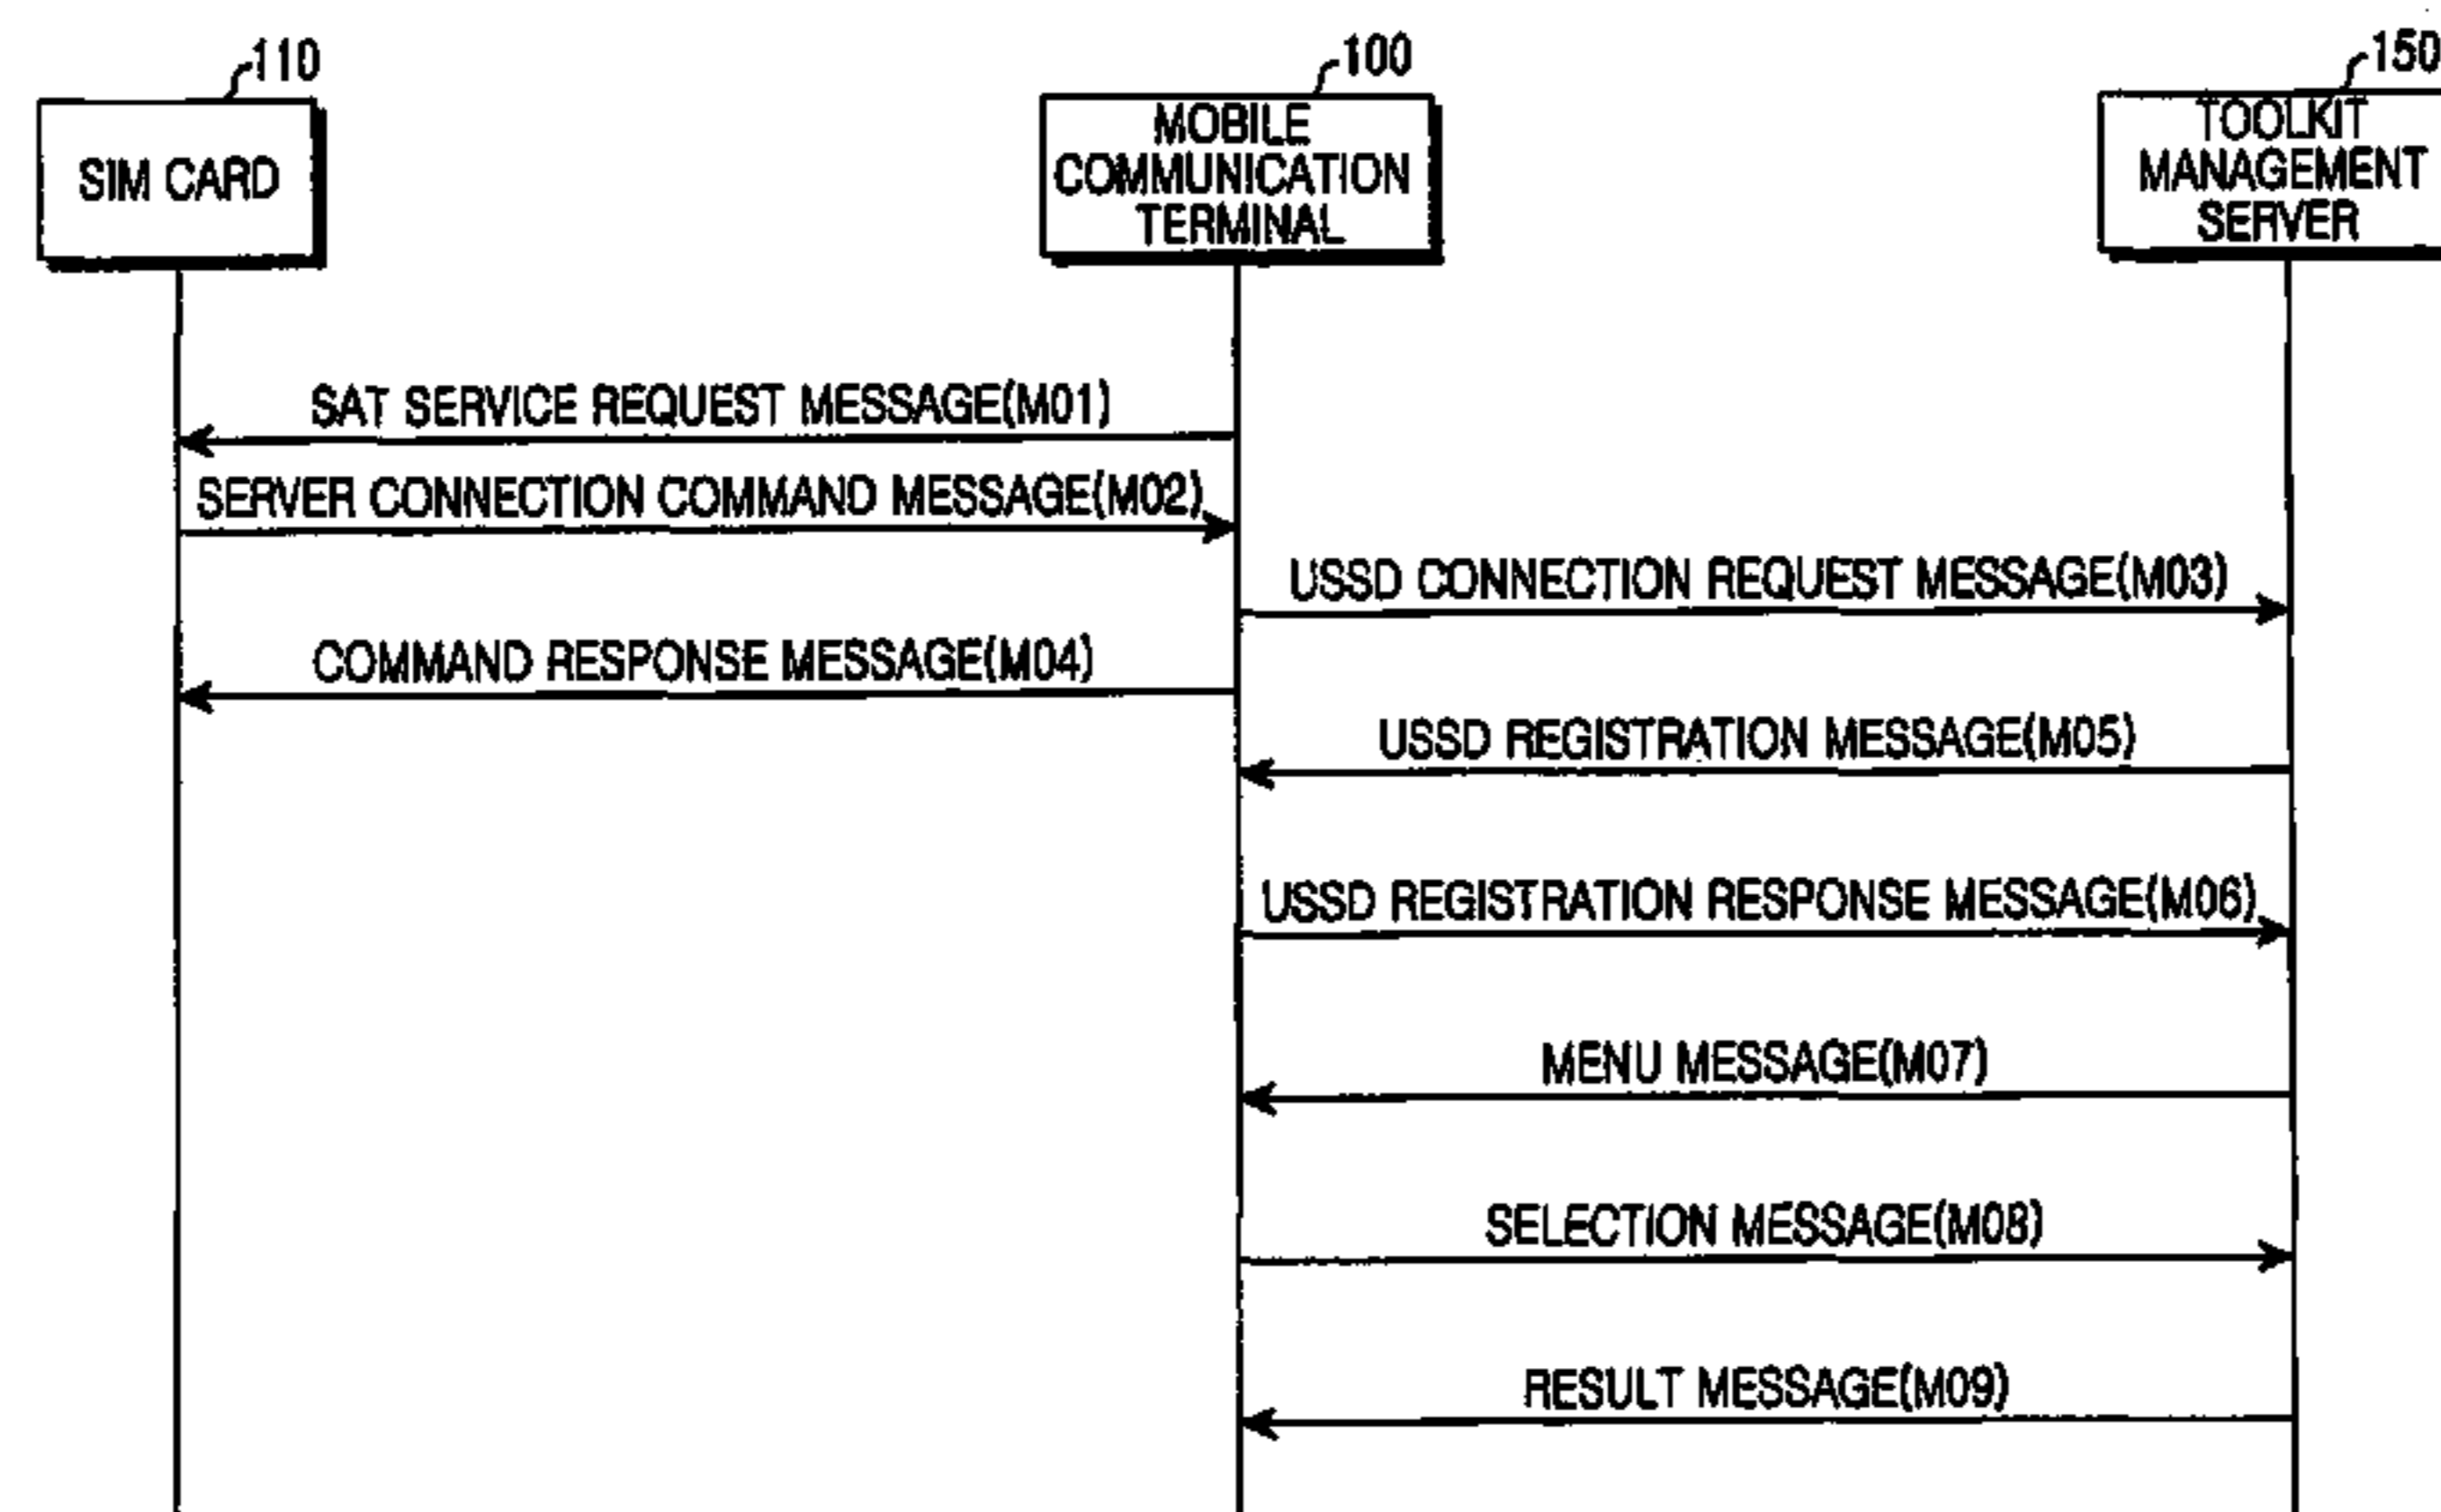 110
100
150
SIM CARD
MOBILE
COMMUNICATION
TERMINAL
TOOLKIT
MANAGEMENT
SERVER
SAT SERVICE REQUEST MESSAGE(M01)
SERVER CONNECTION COMMAND MESSAGE(M02)
USSD CONNECTION REQUEST MESSAGE(M03)
COMMAND RESPONSE MESSAGE(M04)
USSD REGISTRATION MESSAGE(M05)
USSD REGISTRATION RESPONSE MESSAGE(M06)
MENU MESSAGE(M07)
SELECTION MESSAGE(M08)
RESULT MESSAGE(M09)